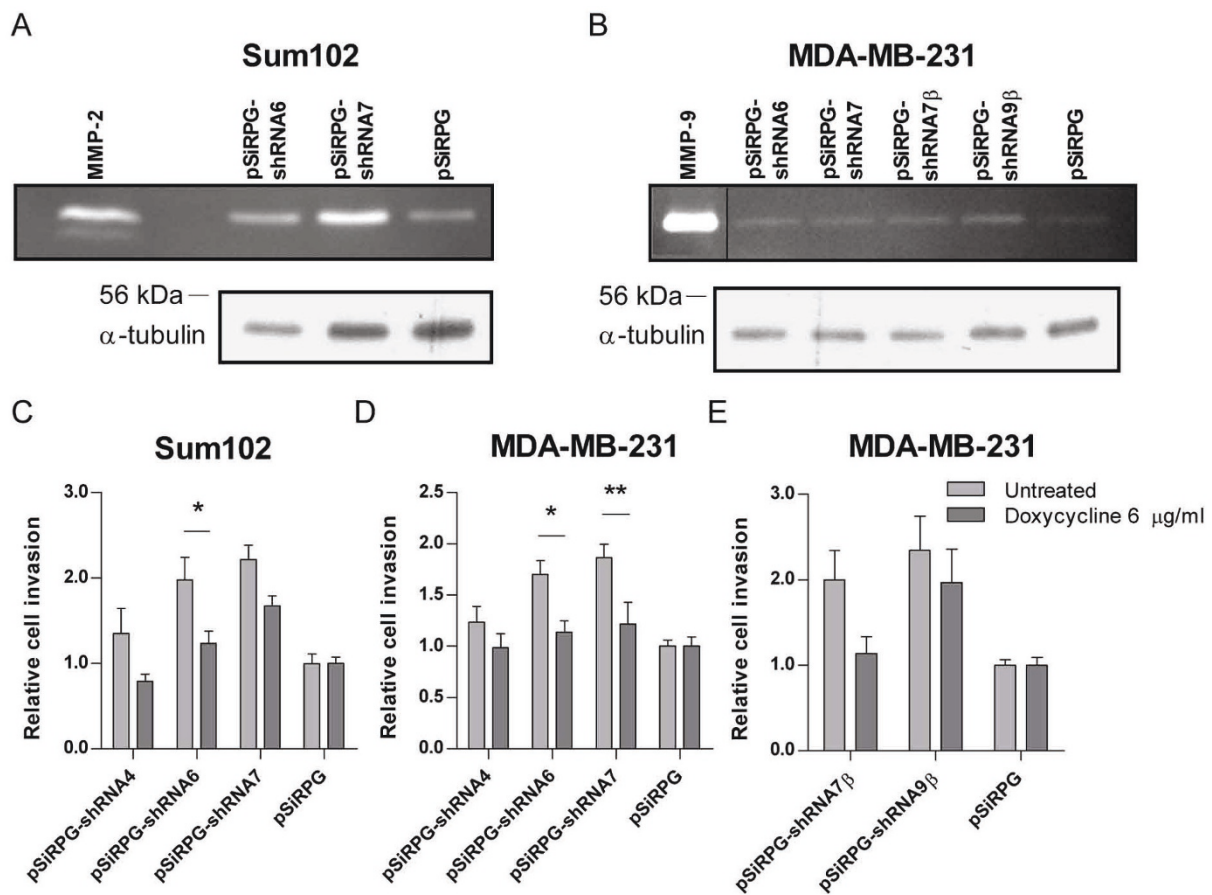 A
Sum102
MMP-2
pSiRPG-
shRNA6
pSiRPG-
shRNA7
pSiRPG
56 kDa
α-tubulin
B
MDA-MB-231
MMP-9
pSiRPG-
shRNA6
pSiRPG-
shRNA7
pSiRPG-
shRNA7β
pSiRPG-
shRNA9β
pSiRPG
56 kDa
α-tubulin
C
Sum102
Relative cell invasion
3.0
2.0
1.0
0.0
*
pSiRPG-shRNA4
pSiRPG-shRNA6
pSiRPG-shRNA7
pSiRPG
D
MDA-MB-231
Relative cell invasion
2.5
2.0
1.5
1.0
0.5
0.0
*
**
pSiRPG-shRNA4
pSiRPG-shRNA6
pSiRPG-shRNA7
pSiRPG
E
MDA-MB-231
Untreated
Doxycycline 6 μg/ml
Relative cell invasion
3.0
2.0
1.0
0.0
pSiRPG-shRNA7β
pSiRPG-shRNA9β
pSiRPG